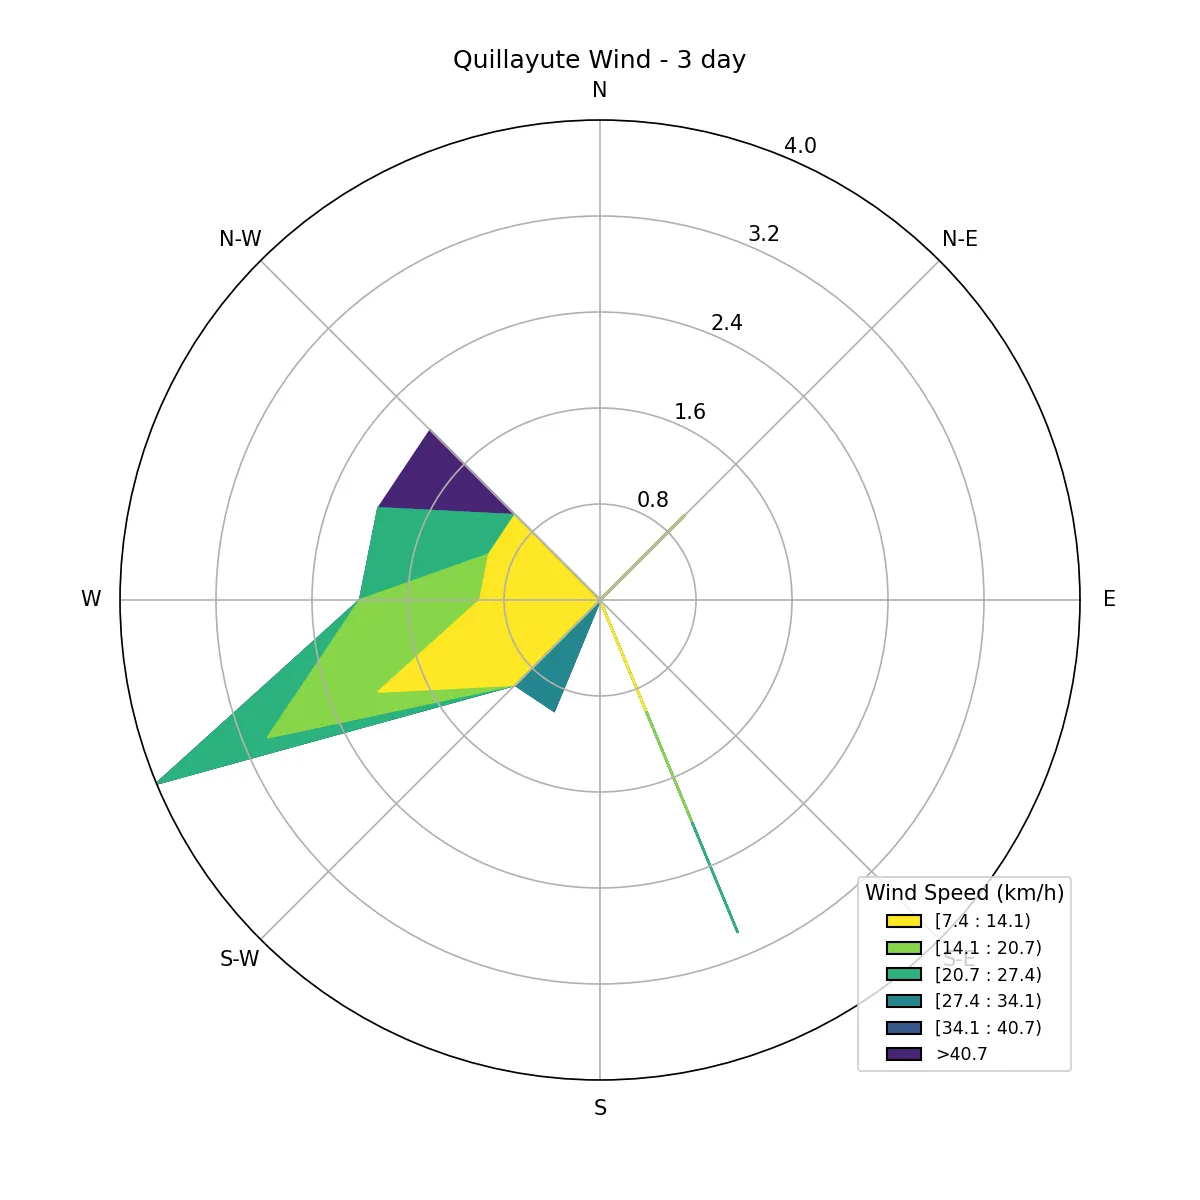 Quillayute Wind - 3 day
N
4.0
N-W
3.2
N-E
2.4
1.6
0.8
W
E
S-W
S-E
Wind Speed (km/h)
[7.4 : 14.1)
[14.1 : 20.7)
[20.7 : 27.4)
[27.4 : 34.1)
[34.1 : 40.7)
>40.7
S